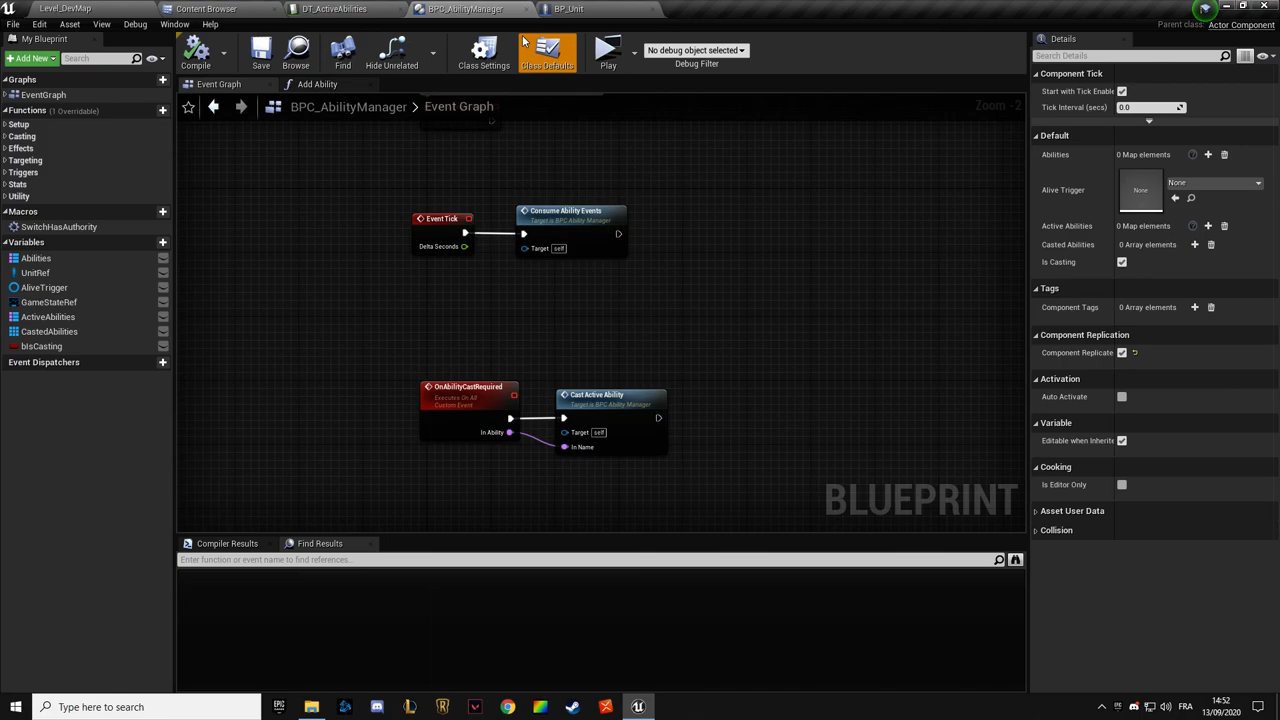 Level_DevMap
Content Browser
DT_ActiveAbilities
BPC_AbilityManager
BP_Unit
File Edit Asset View Debug Window Help
Parent class: Actor Component
My Blueprint
Add New
Search
Compile
Save
Browse
Find
Hide Unrelated
Class Settings
Class Defaults
Play
No debug object selected
Debug Filter
Details
Search Details
Graphs
EventGraph
Functions (1 Overridable)
Setup
Casting
Effects
Targeting
Triggers
Stats
Utility
Macros
SwitchHasAuthority
Variables
Abilities
UnitRef
AliveTrigger
GameStateRef
ActiveAbilities
CastedAbilities
bIsCasting
Event Dispatchers
Event Graph
Add Ability
BPC_AbilityManager > Event Graph
Zoom -2
Event Tick
Delta Seconds
Consume Ability Events
Target is BPC Ability Manager
Target self
OnAbilityCastRequired
Executes On All
Custom Event
In Ability
Cast Active Ability
Target is BPC Ability Manager
Target self
In Name
BLUEPRINT
Compiler Results
Find Results
Enter function or event name to find references...
Component Tick
Start with Tick Enable
Tick Interval (secs) 0.0
Default
Abilities 0 Map elements
Alive Trigger None None
Active Abilities 0 Map elements
Casted Abilities 0 Array elements
Is Casting
Tags
Component Tags 0 Array elements
Component Replication
Component Replicate
Activation
Auto Activate
Variable
Editable when Inherite
Cooking
Is Editor Only
Asset User Data
Collision
Type here to search
14:52
13/09/2020